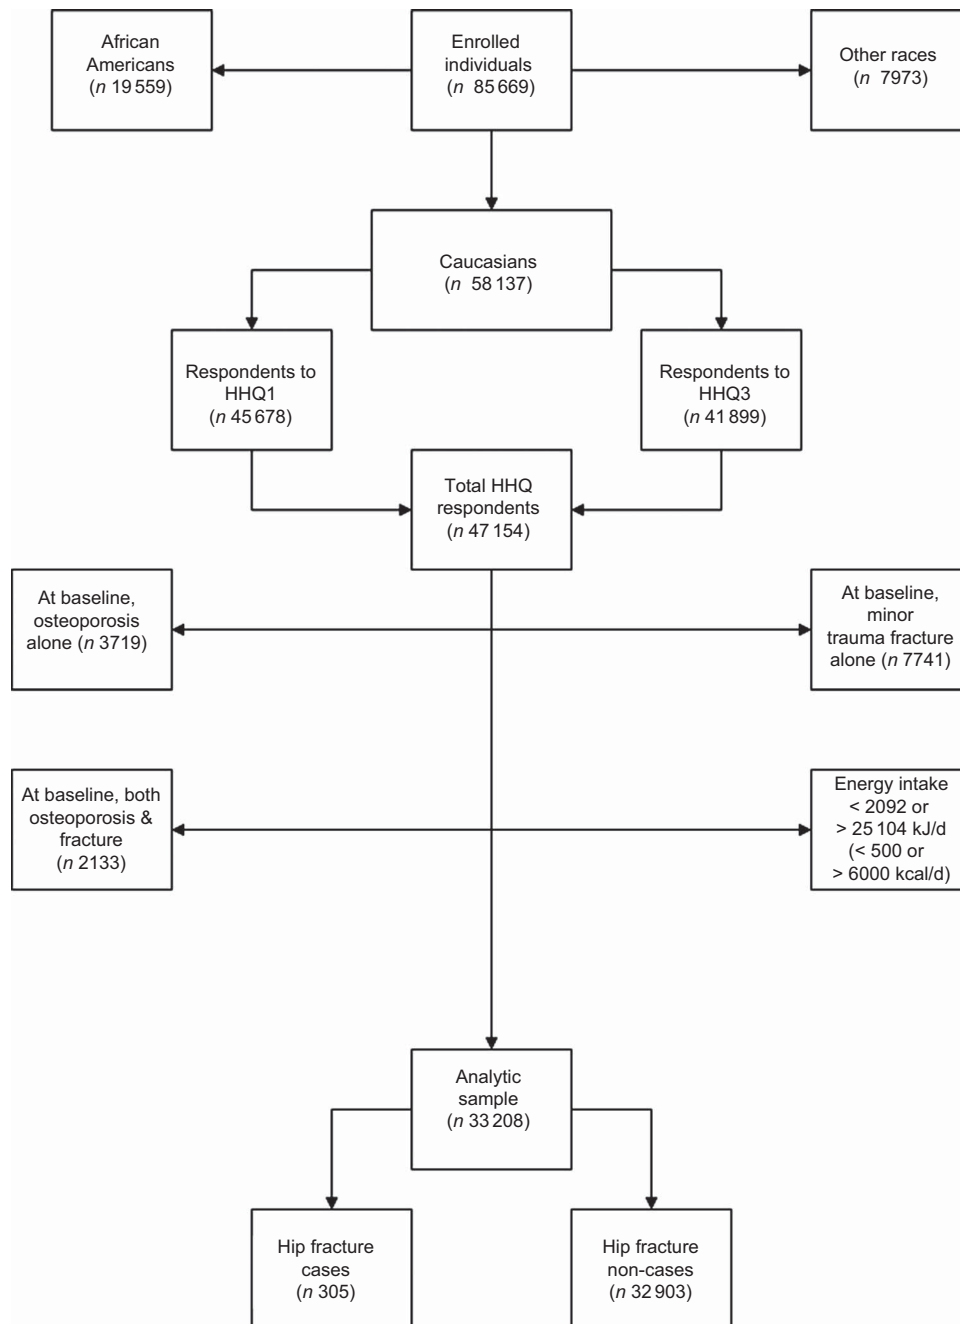 African
Americans
(n 19 559)
Enrolled
individuals
(n 85 669)
Other races
(n 7973)
Caucasians
(n 58 137)
Respondents to
HHQ1
(n 45 678)
Respondents to
HHQ3
(n 41 899)
Total HHQ
respondents
(n 47 154)
At baseline,
osteoporosis
alone (n 3719)
At baseline,
minor
trauma fracture
alone (n 7741)
At baseline, both
osteoporosis &
fracture
(n 2133)
Energy intake
< 2092 or
> 25 104 kJ/d
(< 500 or
> 6000 kcal/d)
Analytic
sample
(n 33 208)
Hip fracture
cases
(n 305)
Hip fracture
non-cases
(n 32 903)